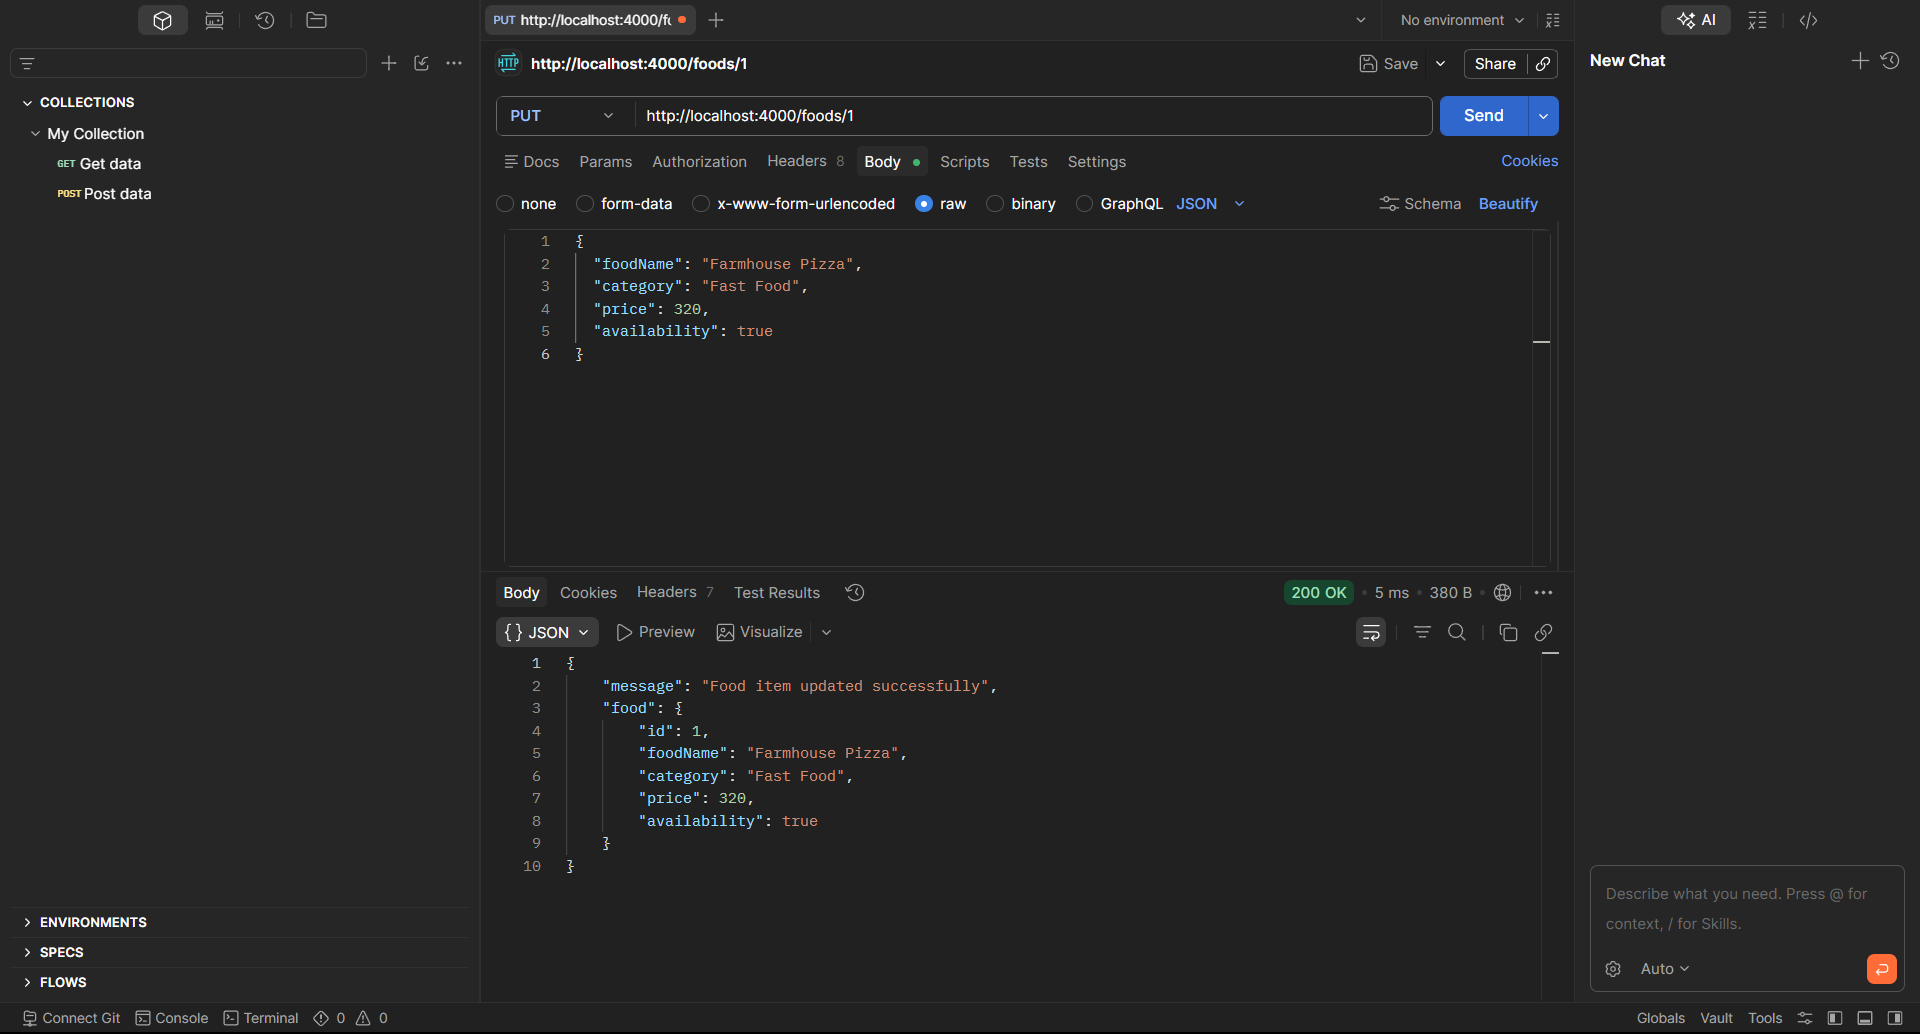 PUT http://localhost:4000/fo
No environment
AI
http://localhost:4000/foods/1
Save
Share
New Chat
COLLECTIONS
My Collection
GET Get data
POST Post data
PUT
http://localhost:4000/foods/1
Send
Docs Params Authorization Headers 8 Body Scripts Tests Settings Cookies
none form-data x-www-form-urlencoded raw binary GraphQL JSON Schema Beautify
1 {
2 "foodName": "Farmhouse Pizza",
3 "category": "Fast Food",
4 "price": 320,
5 "availability": true
6 }
Body Cookies Headers 7 Test Results 200 OK • 5 ms • 380 B
{} JSON Preview Visualize
1 {
2 "message": "Food item updated successfully",
3 "food": {
4 "id": 1,
5 "foodName": "Farmhouse Pizza",
6 "category": "Fast Food",
7 "price": 320,
8 "availability": true
9 }
10 }
Describe what you need. Press @ for
context, / for Skills.
Auto
ENVIRONMENTS
SPECS
FLOWS
Connect Git Console Terminal 0 0 Globals Vault Tools